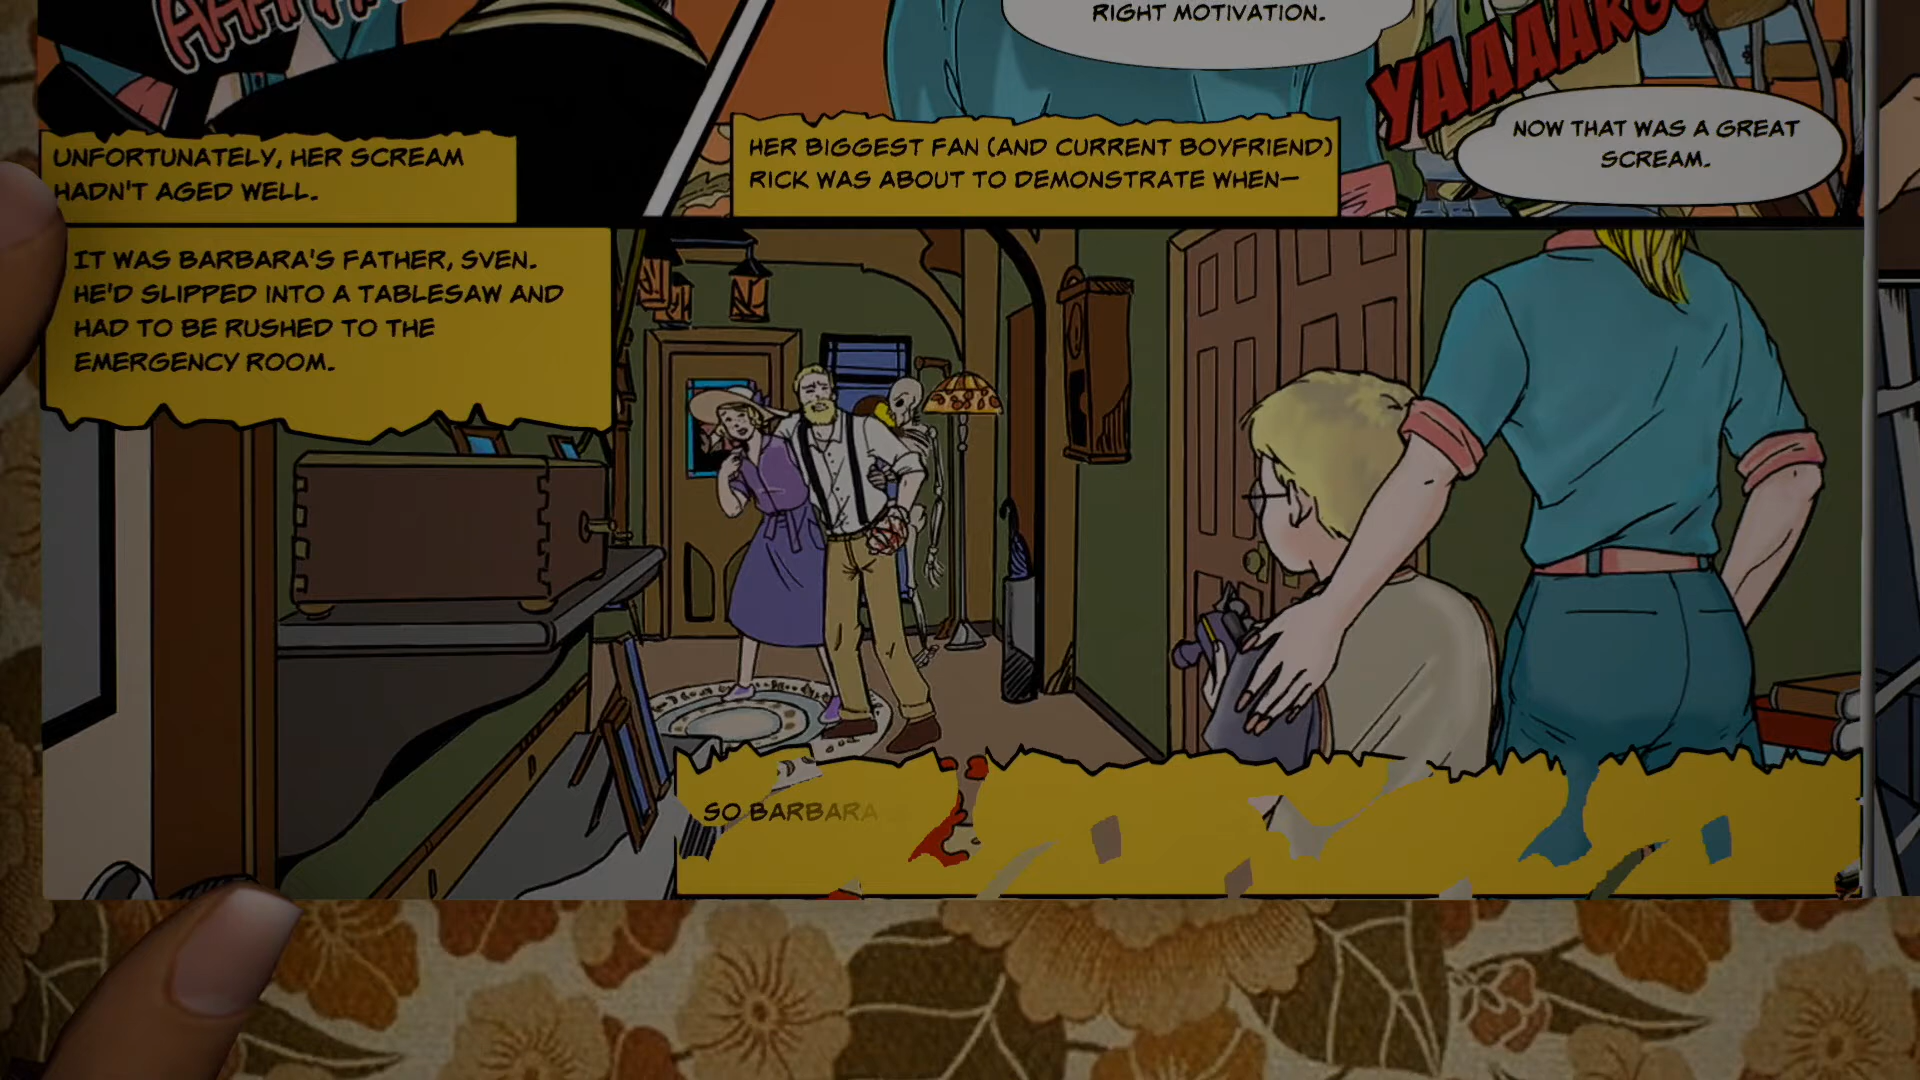 AAAAA
RIGHT MOTIVATION.
YAAAARGG
UNFORTUNATELY, HER SCREAM
HADN'T AGED WELL.
HER BIGGEST FAN (AND CURRENT BOYFRIEND)
RICK WAS ABOUT TO DEMONSTRATE WHEN—
NOW THAT WAS A GREAT
SCREAM.
IT WAS BARBARA'S FATHER, SVEN.
HE'D SLIPPED INTO A TABLESAW AND
HAD TO BE RUSHED TO THE
EMERGENCY ROOM.
SO BARBARA